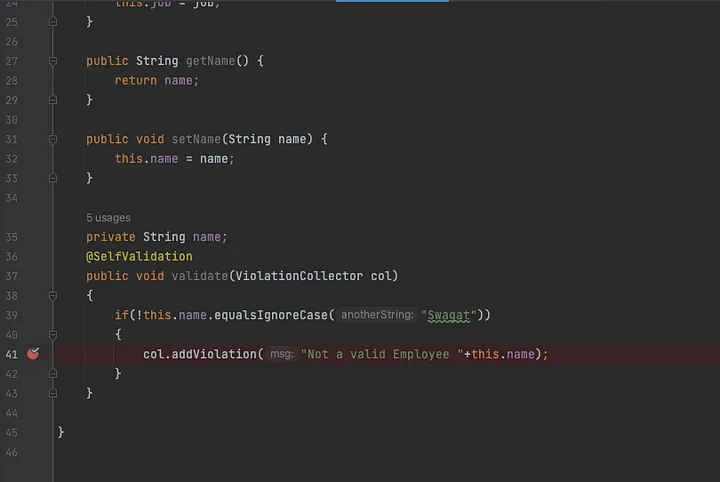 24 this.job = job;
25 }
26
27 public String getName() {
28 return name;
29 }
30
31 public void setName(String name) {
32 this.name = name;
33 }
34
5 usages
35 private String name;
36 @SelfValidation
37 public void validate(ViolationCollector col)
38 {
39 if(!this.name.equalsIgnoreCase( anotherString: "Swagat"))
40 {
41 col.addViolation( msg: "Not a valid Employee "+this.name);
42 }
43 }
44
45 }
46